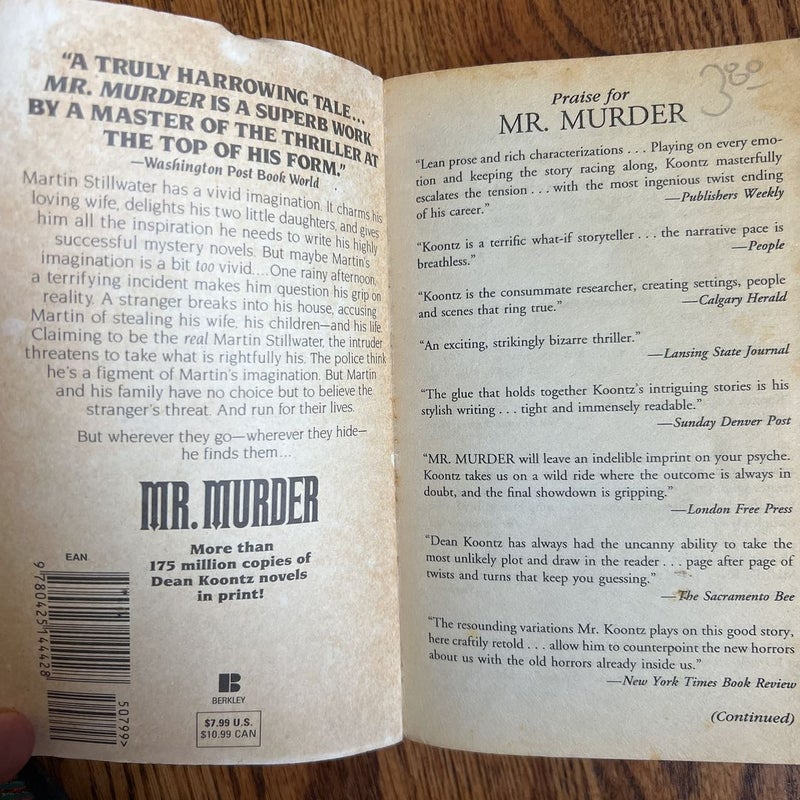 "A TRULY HARROWING TALE...
MR. MURDER IS A SUPERB WORK
BY A MASTER OF THE THRILLER AT
THE TOP OF HIS FORM."
—Washington Post Book World
Martin Stillwater has a vivid imagination. It charms his
loving wife, delights his two little daughters, and gives
him all the inspiration he needs to write his highly
successful mystery novels. But maybe Martin's
imagination is a bit too vivid....One rainy afternoon,
a terrifying incident makes him question his grip on
reality. A stranger breaks into his house, accusing
Martin of stealing his wife, his children—and his life.
Claiming to be the real Martin Stillwater, the intruder
threatens to take what is rightfully his. The police think
he's a figment of Martin's imagination. But Martin
and his family have no choice but to believe the
stranger's threat. And run for their lives.
But wherever they go—wherever they hide—
he finds them...
MR. MURDER
More than
175 million copies of
Dean Koontz novels
in print!
EAN
9 780425 144428
50799>
BERKLEY
$7.99 U.S.
$10.99 CAN
380
Praise for
MR. MURDER
"Lean prose and rich characterizations . . . Playing on every emo-
tion and keeping the story racing along, Koontz masterfully
escalates the tension . . . with the most ingenious twist ending
of his career."
—Publishers Weekly
"Koontz is a terrific what-if storyteller . . . the narrative pace is
breathless."
—People
"Koontz is the consummate researcher, creating settings, people
and scenes that ring true."
—Calgary Herald
"An exciting, strikingly bizarre thriller."
—Lansing State Journal
"The glue that holds together Koontz's intriguing stories is his
stylish writing . . . tight and immensely readable."
—Sunday Denver Post
"MR. MURDER will leave an indelible imprint on your psyche.
Koontz takes us on a wild ride where the outcome is always in
doubt, and the final showdown is gripping."
—London Free Press
"Dean Koontz has always had the uncanny ability to take the
most unlikely plot and draw in the reader . . . page after page of
twists and turns that keep you guessing."
—The Sacramento Bee
"The resounding variations Mr. Koontz plays on this good story,
here craftily retold . . . allow him to counterpoint the new horrors
about us with the old horrors already inside us."
—New York Times Book Review
(Continued)